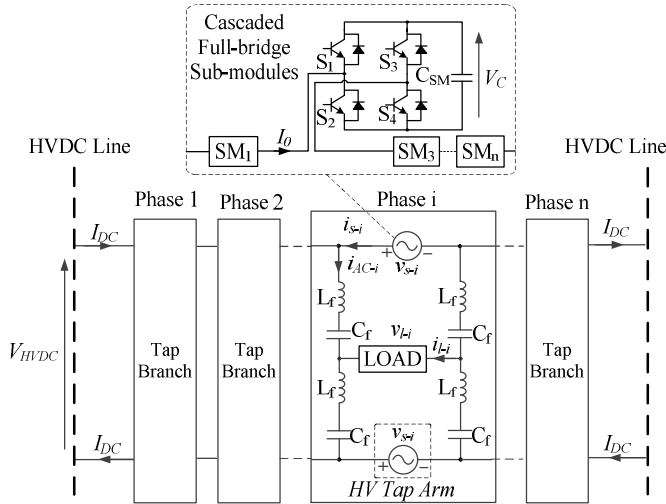 Cascaded
Full-bridge
Sub-modules
S1
S3
S2
S4
CSM
VC
SM1
I0
SM3
SMn
HVDC Line
HVDC Line
Phase 1
Phase 2
Phase i
Phase n
IDC
IDC
is-i
+
−
vs-i
iAC-i
Lf
Lf
Cf
Cf
vl-i
LOAD
il-i
VHVDC
Tap
Branch
Tap
Branch
Tap
Branch
Lf
Lf
Cf
Cf
vs-i
+
−
IDC
IDC
HV Tap Arm